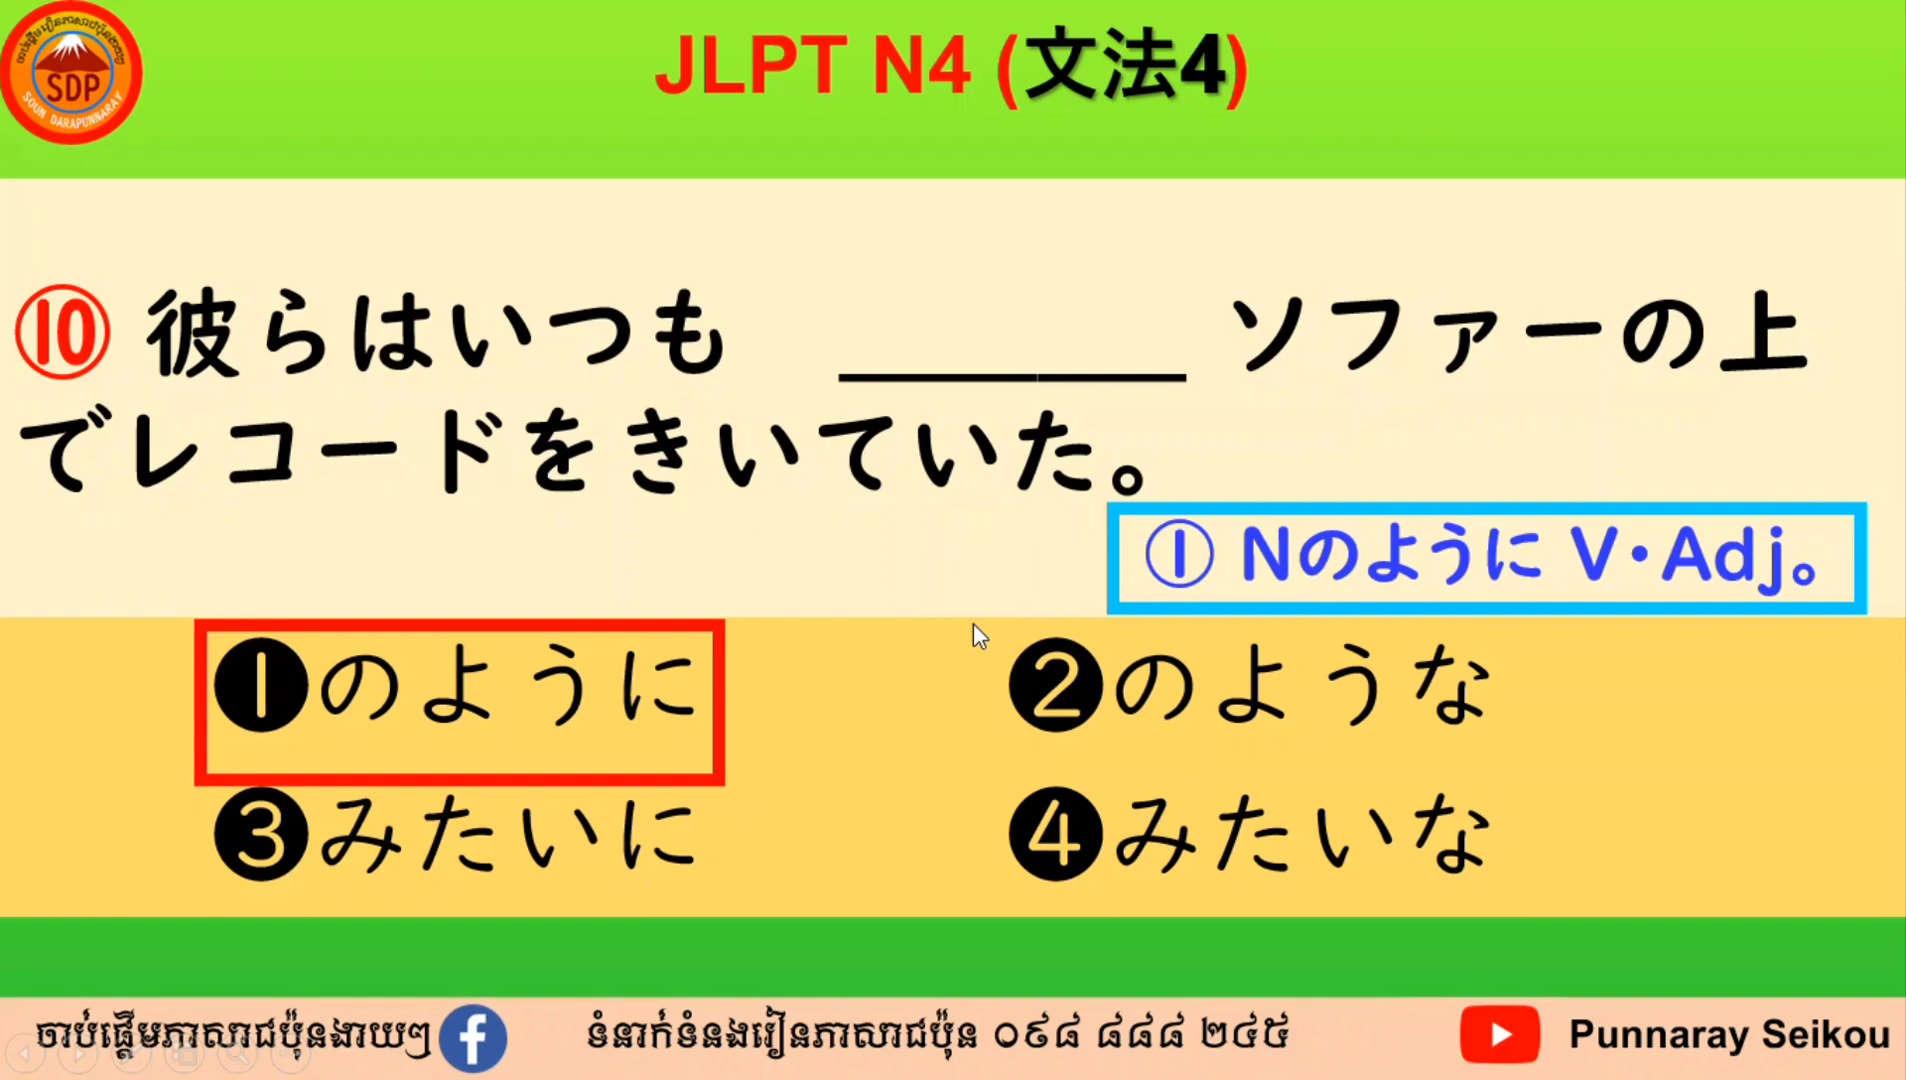 SDP
SOUN DARAPUNNARAY
JLPT N4 (文法4)
⑩ 彼らはいつも ＿＿＿＿ ソファーの上
でレコードをきいていた。
① Nのように V・Adj。
❶のように
❷のような
❸みたいに
❹みたいな
ចាប់ផ្ដើមភាសាជប៉ុនងាយៗ
ទំនាក់ទំនងរៀនភាសាជប៉ុន ០៩៨ ៨៨៨ ២៤៥
Punnaray Seikou